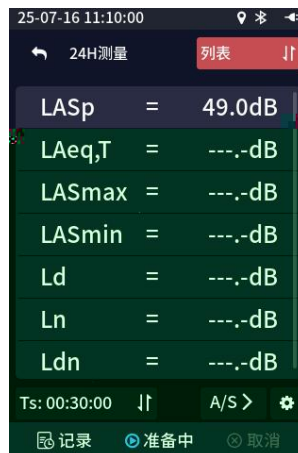 25-07-16 11:10:00
24H测量 列表
LASp = 49.0dB
LAeq,T = ---.-dB
LASmax = ---.-dB
LASmin = ---.-dB
Ld = ---.-dB
Ln = ---.-dB
Ldn = ---.-dB
Ts: 00:30:00 A/S >
记录 准备中 取消